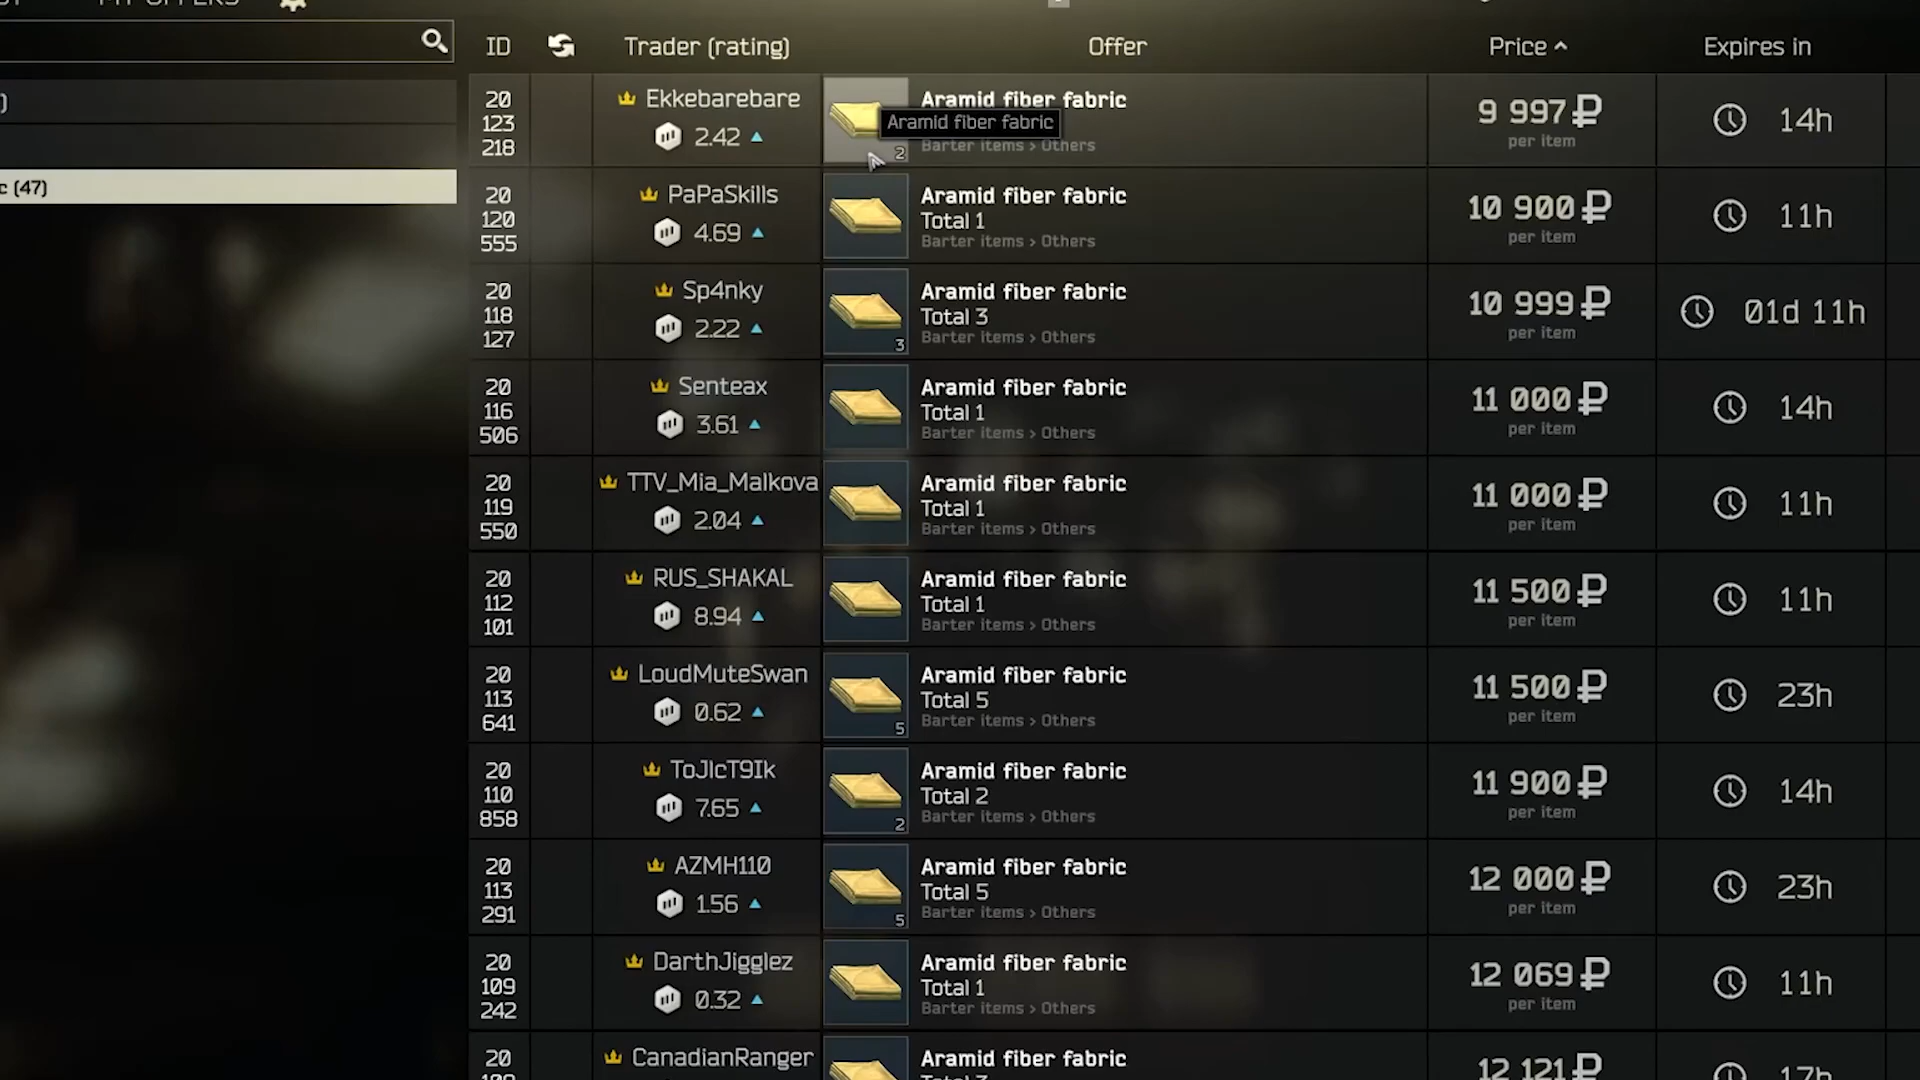 MY OFFERS
ID Trader (rating) Offer Price Expires in
c (47)
20 123 218
Ekkebarebare
2.42
Aramid fiber fabric
Aramid fiber fabric
Barter items > Others
2
9 997 ₽
per item
14h
20 120 555
PaPaSkills
4.69
Aramid fiber fabric
Total 1
Barter items > Others
10 900 ₽
per item
11h
20 118 127
Sp4nky
2.22
3
Aramid fiber fabric
Total 3
Barter items > Others
10 999 ₽
per item
01d 11h
20 116 506
Senteax
3.61
Aramid fiber fabric
Total 1
Barter items > Others
11 000 ₽
per item
14h
20 119 550
TTV_Mia_Malkova
2.04
Aramid fiber fabric
Total 1
Barter items > Others
11 000 ₽
per item
11h
20 112 101
RUS_SHAKAL
8.94
Aramid fiber fabric
Total 1
Barter items > Others
11 500 ₽
per item
11h
20 113 641
LoudMuteSwan
0.62
5
Aramid fiber fabric
Total 5
Barter items > Others
11 500 ₽
per item
23h
20 110 858
ToJIcT9Ik
7.65
2
Aramid fiber fabric
Total 2
Barter items > Others
11 900 ₽
per item
14h
20 113 291
AZMH110
1.56
5
Aramid fiber fabric
Total 5
Barter items > Others
12 000 ₽
per item
23h
20 109 242
DarthJigglez
0.32
Aramid fiber fabric
Total 1
Barter items > Others
12 069 ₽
per item
11h
20
CanadianRanger
Aramid fiber fabric
12 121 ₽
17h